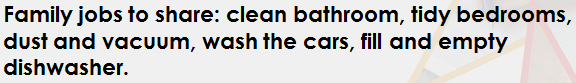 Family jobs to share: clean bathroom, tidy bedrooms,
dust and vacuum, wash the cars, fill and empty
dishwasher.